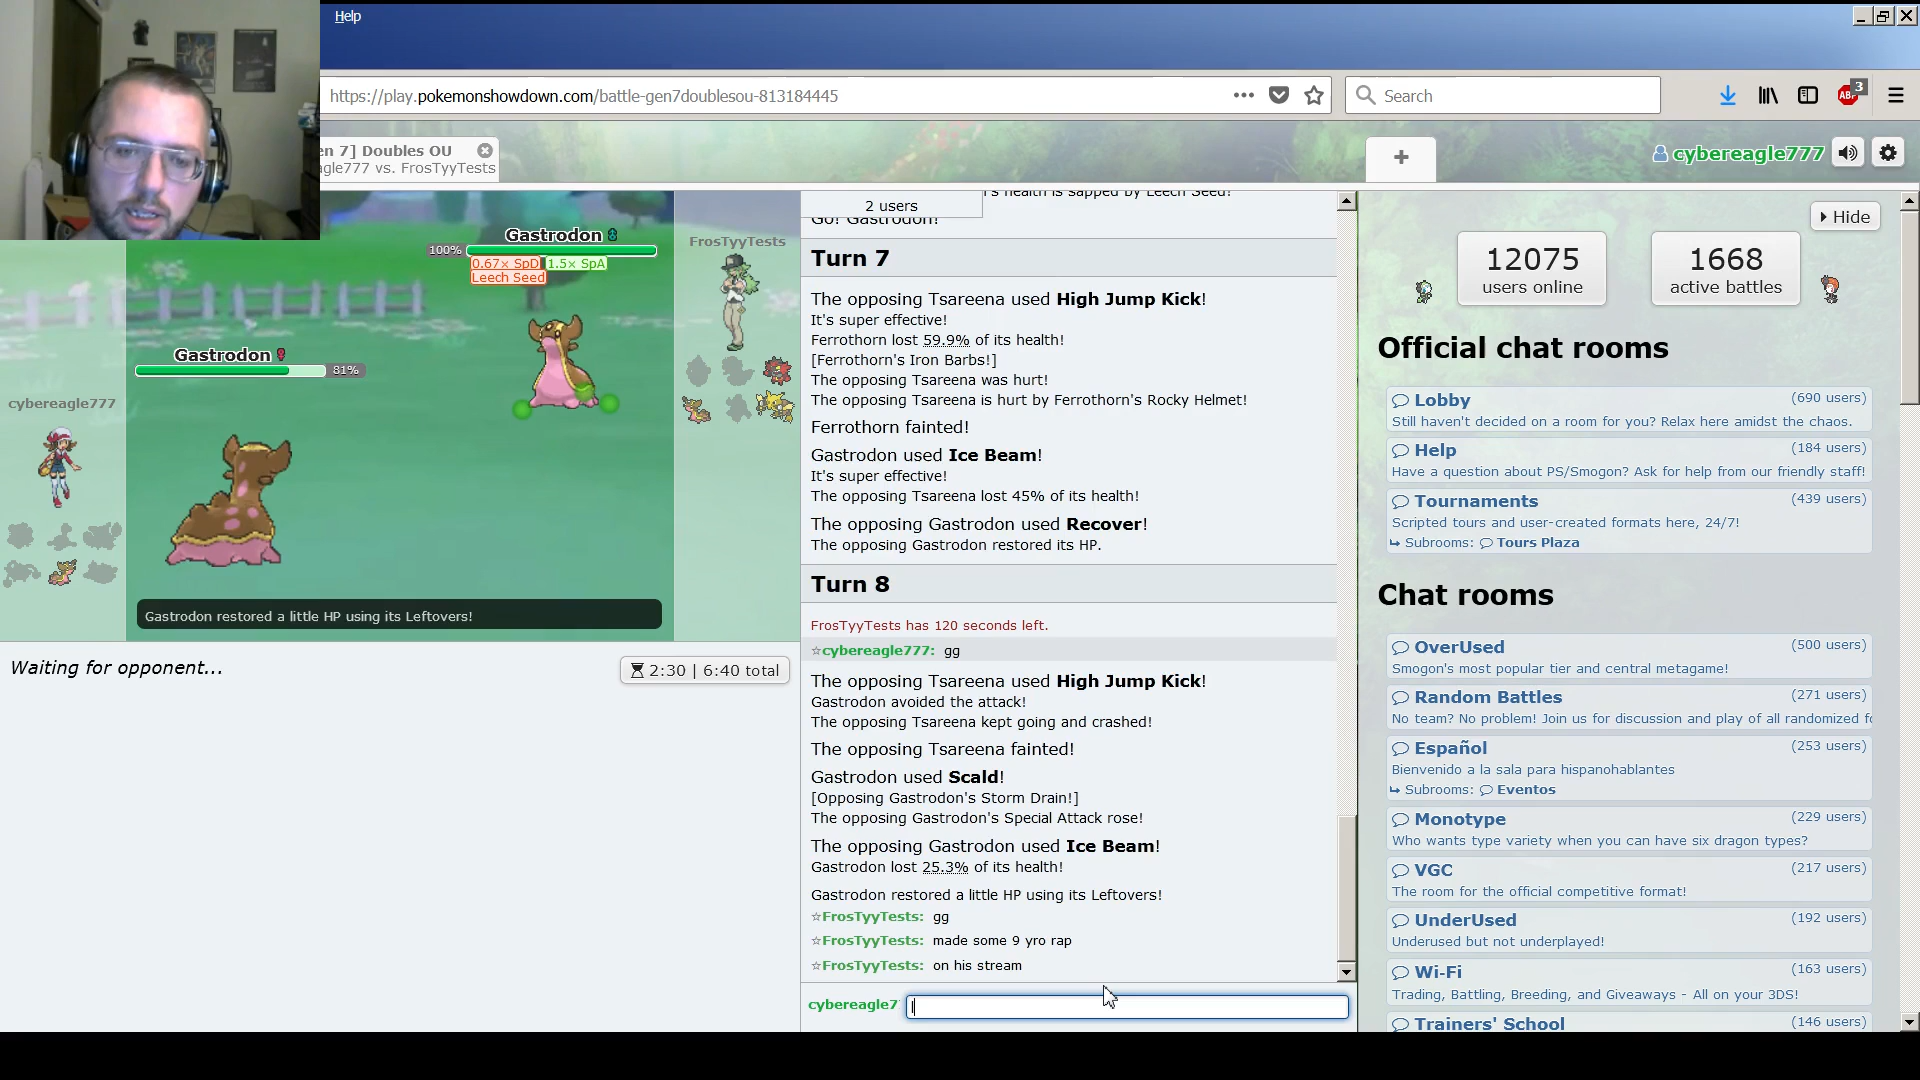 Help
https://play.pokemonshowdown.com/battle-gen7doublesou-813184445
Search
ABP
3
en 7] Doubles OU
agle777 vs. FrosTyyTests
+
cybereagle777
Gastrodon
100%
0.67× SpD 1.5× SpA
Leech Seed
Gastrodon
81%
cybereagle777
FrosTyyTests
Gastrodon restored a little HP using its Leftovers!
Waiting for opponent...
2:30 | 6:40 total
2 users
's health is sapped by Leech Seed!
Go! Gastrodon!
Turn 7
The opposing Tsareena used High Jump Kick!
It's super effective!
Ferrothorn lost 59.9% of its health!
[Ferrothorn's Iron Barbs!]
The opposing Tsareena was hurt!
The opposing Tsareena is hurt by Ferrothorn's Rocky Helmet!
Ferrothorn fainted!
Gastrodon used Ice Beam!
It's super effective!
The opposing Tsareena lost 45% of its health!
The opposing Gastrodon used Recover!
The opposing Gastrodon restored its HP.
Turn 8
FrosTyyTests has 120 seconds left.
☆cybereagle777: gg
The opposing Tsareena used High Jump Kick!
Gastrodon avoided the attack!
The opposing Tsareena kept going and crashed!
The opposing Tsareena fainted!
Gastrodon used Scald!
[Opposing Gastrodon's Storm Drain!]
The opposing Gastrodon's Special Attack rose!
The opposing Gastrodon used Ice Beam!
Gastrodon lost 25.3% of its health!
Gastrodon restored a little HP using its Leftovers!
☆FrosTyyTests: gg
☆FrosTyyTests: made some 9 yro rap
☆FrosTyyTests: on his stream
cybereagle7
Hide
12075
users online
1668
active battles
Official chat rooms
Lobby (690 users)
Still haven't decided on a room for you? Relax here amidst the chaos.
Help (184 users)
Have a question about PS/Smogon? Ask for help from our friendly staff!
Tournaments (439 users)
Scripted tours and user-created formats here, 24/7!
↳ Subrooms: Tours Plaza
Chat rooms
OverUsed (500 users)
Smogon's most popular tier and central metagame!
Random Battles (271 users)
No team? No problem! Join us for discussion and play of all randomized fo
Español (253 users)
Bienvenido a la sala para hispanohablantes
↳ Subrooms: Eventos
Monotype (229 users)
Who wants type variety when you can have six dragon types?
VGC (217 users)
The room for the official competitive format!
UnderUsed (192 users)
Underused but not underplayed!
Wi-Fi (163 users)
Trading, Battling, Breeding, and Giveaways - All on your 3DS!
Trainers' School (146 users)